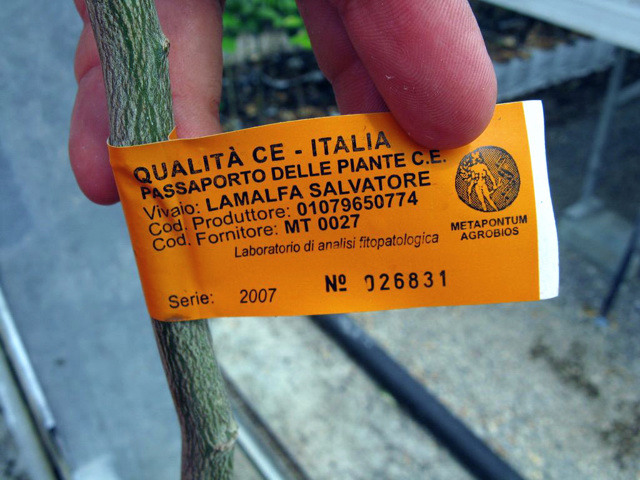 QUALITÀ CE - ITALIA
PASSAPORTO DELLE PIANTE C.E.
Vivaio: LAMALFA SALVATORE
Cod. Produttore: 01079650774
Cod. Fornitore: MT 0027
Laboratorio di analisi fitopatologica
METAPONTUM
AGROBIOS
Serie: 2007 Nº 026831